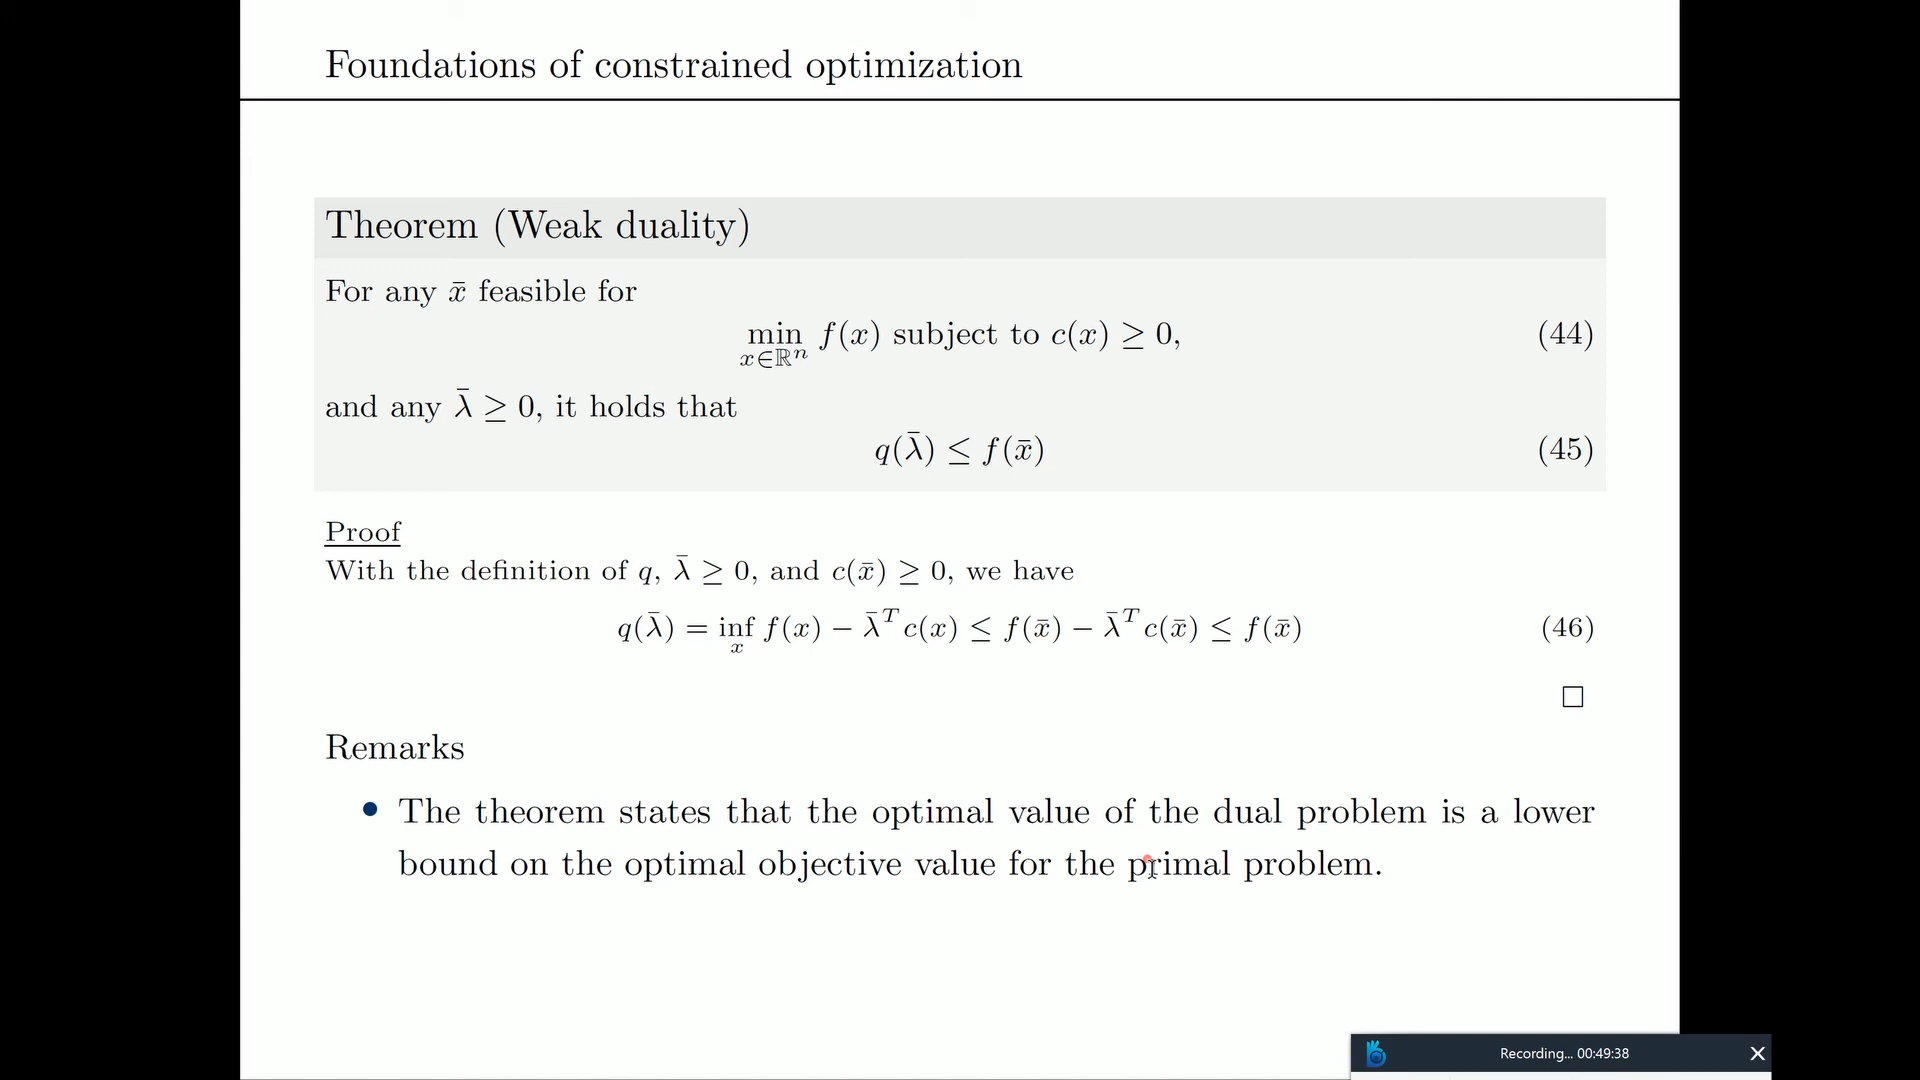 Foundations of constrained optimization
Theorem (Weak duality)
For any x̄ feasible for
min f(x) subject to c(x) ≥ 0, (44)
x∈ℝⁿ
and any λ̄ ≥ 0, it holds that
q(λ̄) ≤ f(x̄) (45)
Proof
With the definition of q, λ̄ ≥ 0, and c(x̄) ≥ 0, we have
q(λ̄) = inf f(x) − λ̄ᵀc(x) ≤ f(x̄) − λ̄ᵀc(x̄) ≤ f(x̄) (46)
x
□
Remarks
• The theorem states that the optimal value of the dual problem is a lower
bound on the optimal objective value for the primal problem.
Recording... 00:49:38